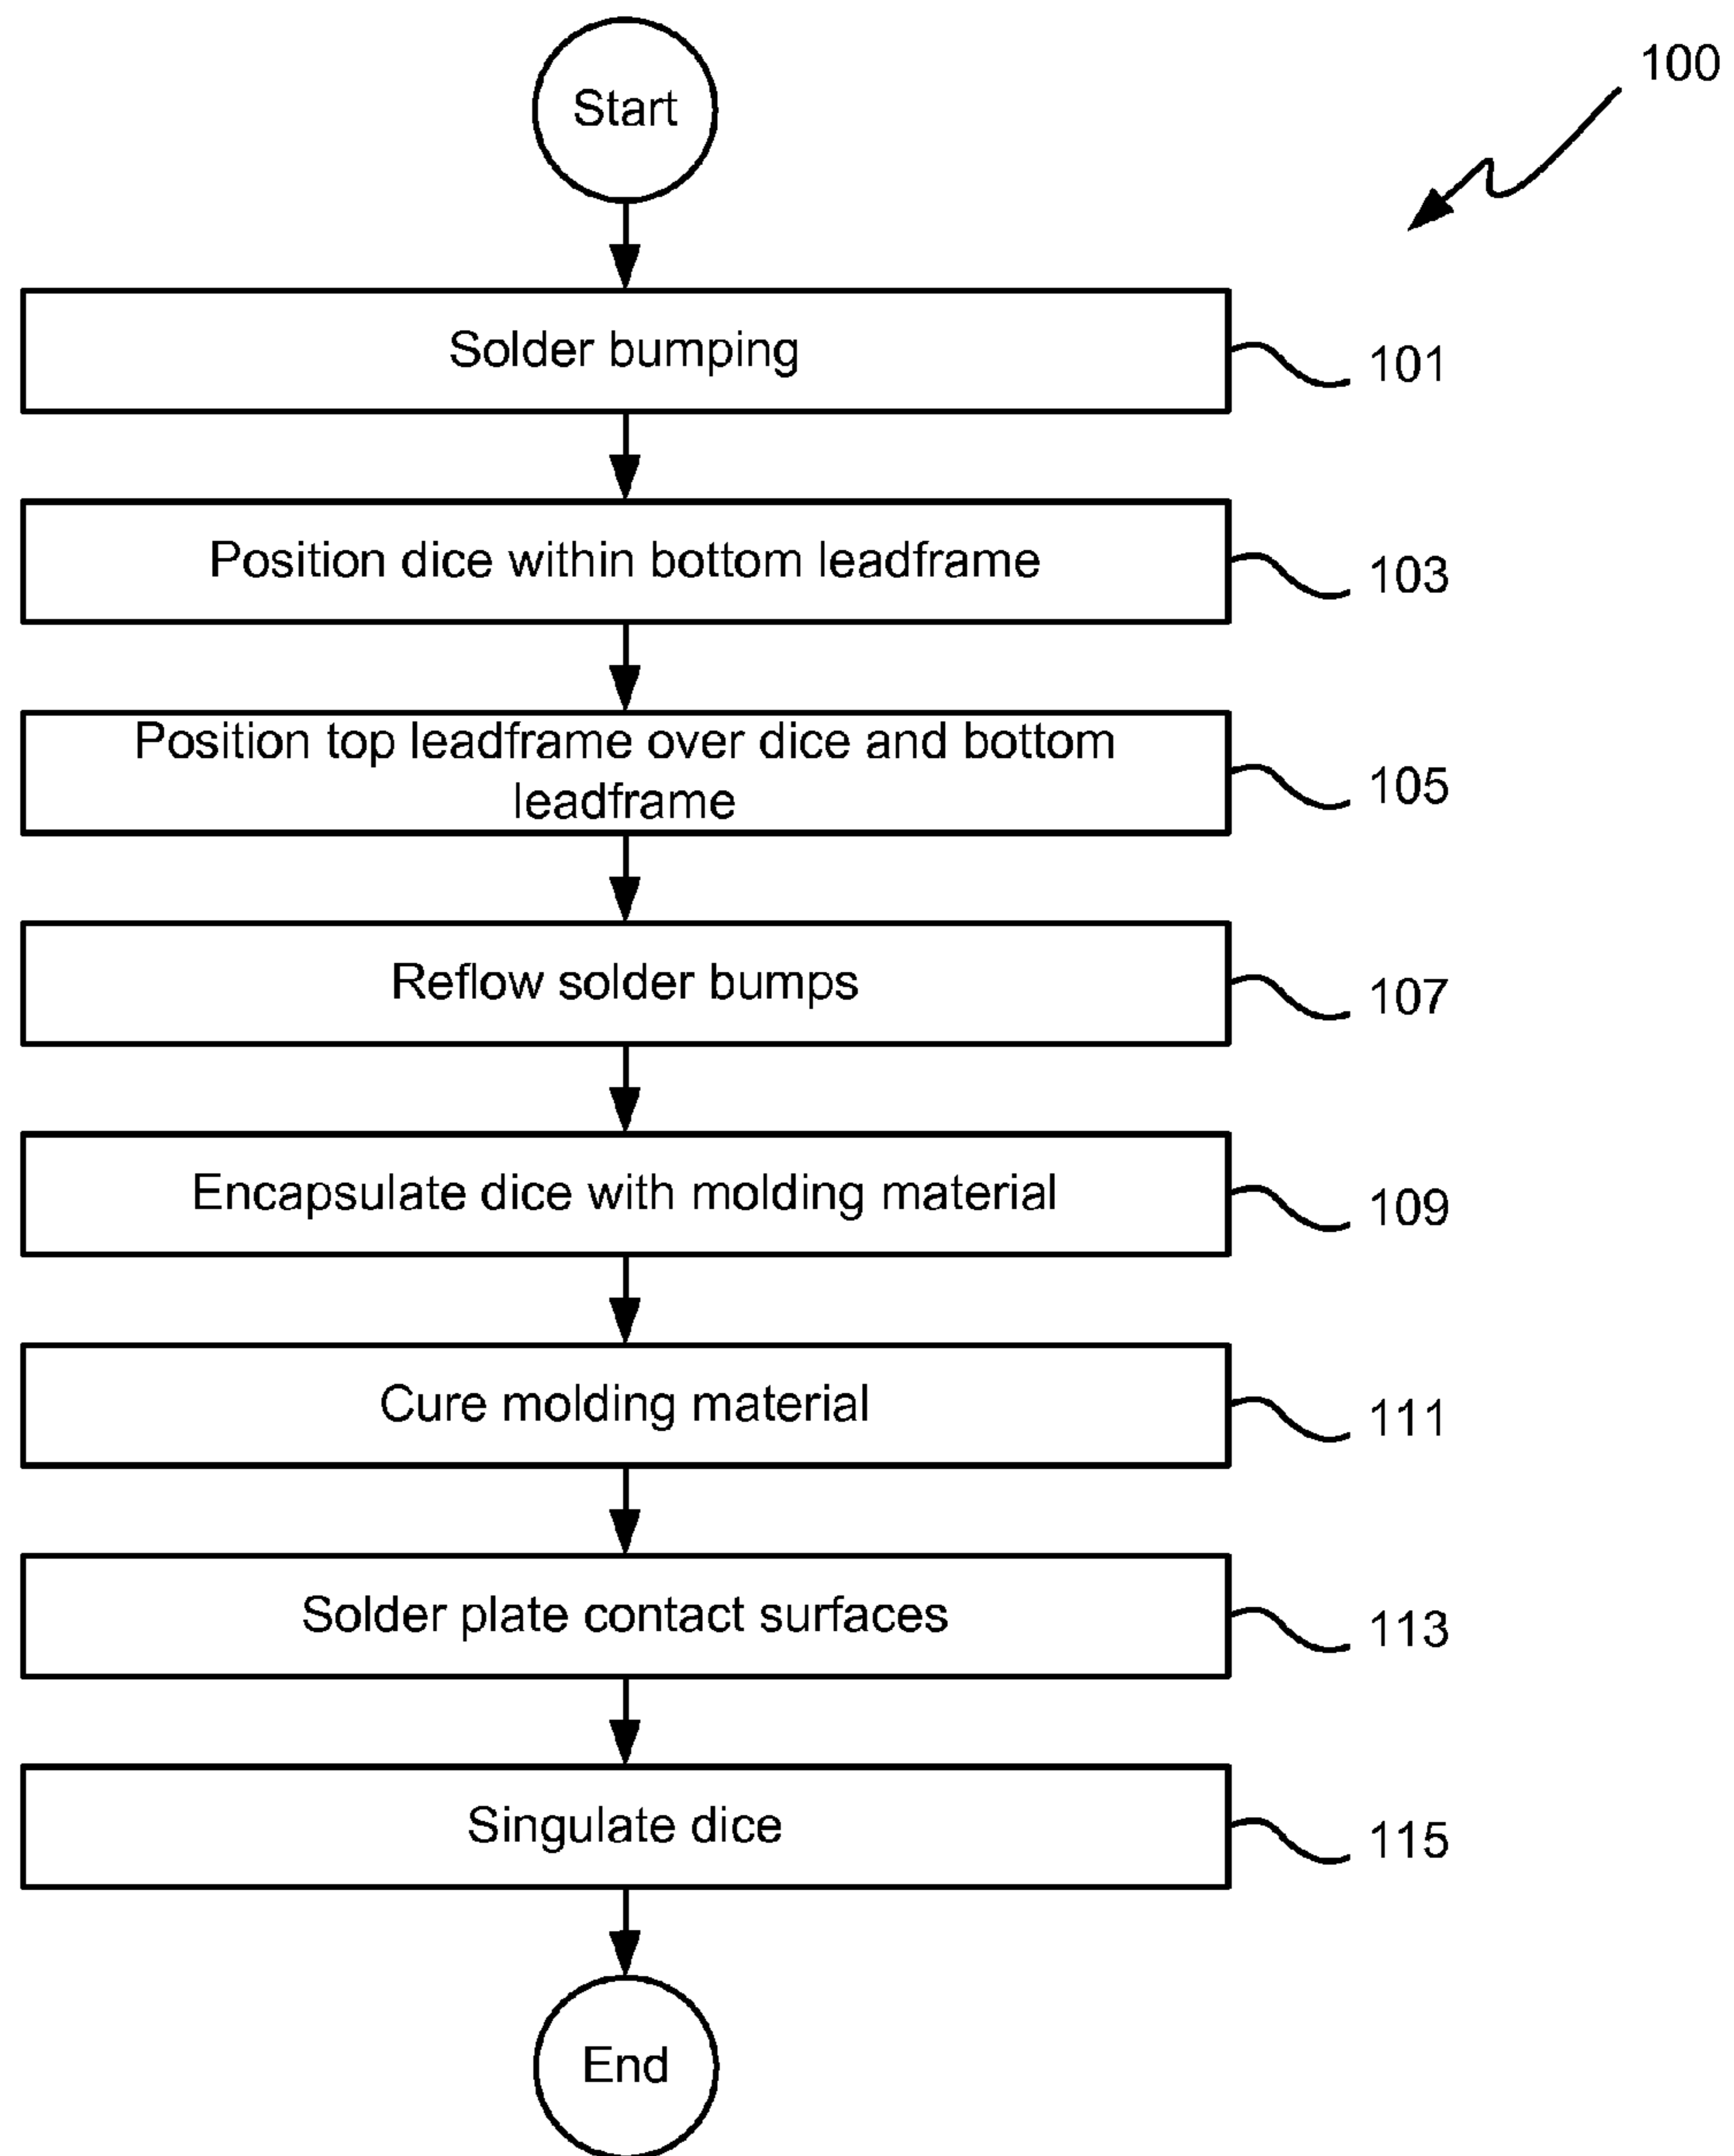 Start
100
Solder bumping
101
Position dice within bottom leadframe
103
Position top leadframe over dice and bottom
leadframe
105
Reflow solder bumps
107
Encapsulate dice with molding material
109
Cure molding material
111
Solder plate contact surfaces
113
Singulate dice
115
End